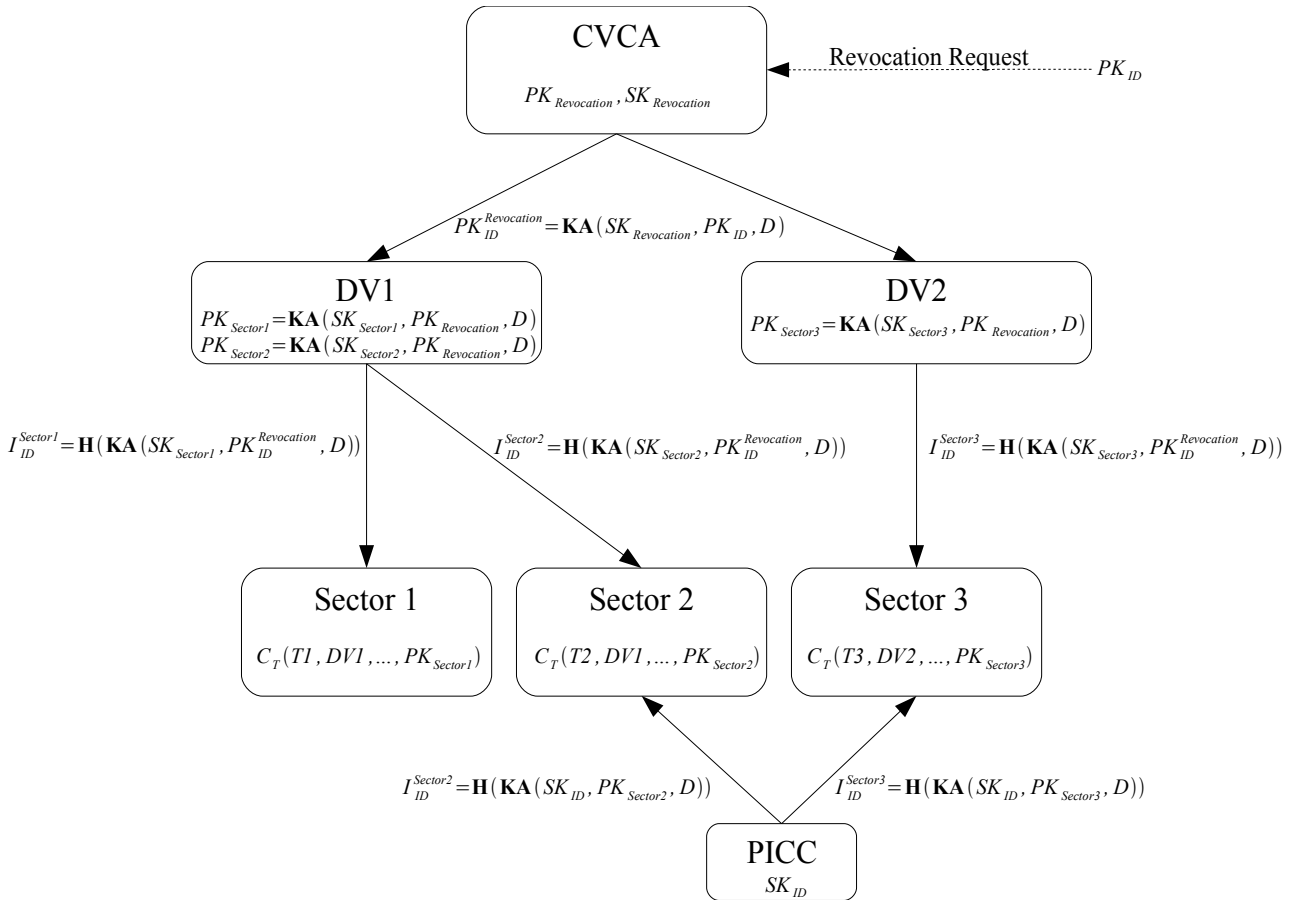 CVCA
Revocation Request
PK_ID
PK_Revocation, SK_Revocation
PK_ID^Revocation = KA(SK_Revocation, PK_ID, D)
DV1
PK_Sector1 = KA(SK_Sector1, PK_Revocation, D)
PK_Sector2 = KA(SK_Sector2, PK_Revocation, D)
DV2
PK_Sector3 = KA(SK_Sector3, PK_Revocation, D)
I_ID^Sector1 = H(KA(SK_Sector1, PK_ID^Revocation, D))
I_ID^Sector2 = H(KA(SK_Sector2, PK_ID^Revocation, D))
I_ID^Sector3 = H(KA(SK_Sector3, PK_ID^Revocation, D))
Sector 1
C_T(T1, DV1, ..., PK_Sector1)
Sector 2
C_T(T2, DV1, ..., PK_Sector2)
Sector 3
C_T(T3, DV2, ..., PK_Sector3)
I_ID^Sector2 = H(KA(SK_ID, PK_Sector2, D))
I_ID^Sector3 = H(KA(SK_ID, PK_Sector3, D))
PICC
SK_ID